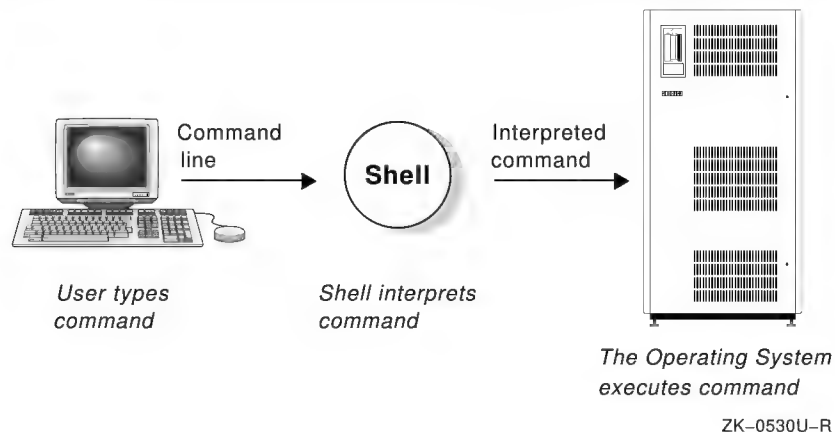 Command
line
Shell
Interpreted
command
User types
command
Shell interprets
command
The Operating System
executes command
ZK–0530U–R